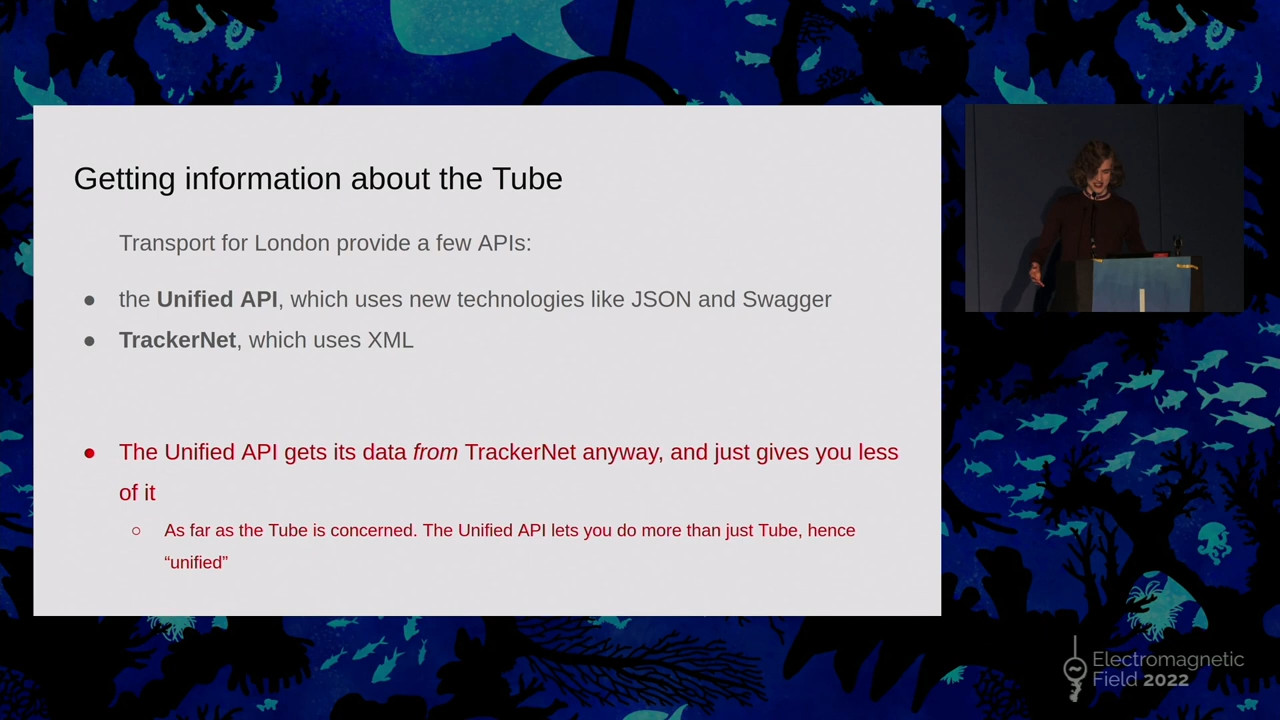 Getting information about the Tube
Transport for London provide a few APIs:
● the Unified API, which uses new technologies like JSON and Swagger
● TrackerNet, which uses XML
● The Unified API gets its data from TrackerNet anyway, and just gives you less
of it
○ As far as the Tube is concerned. The Unified API lets you do more than just Tube, hence
“unified”
Electromagnetic
Field 2022